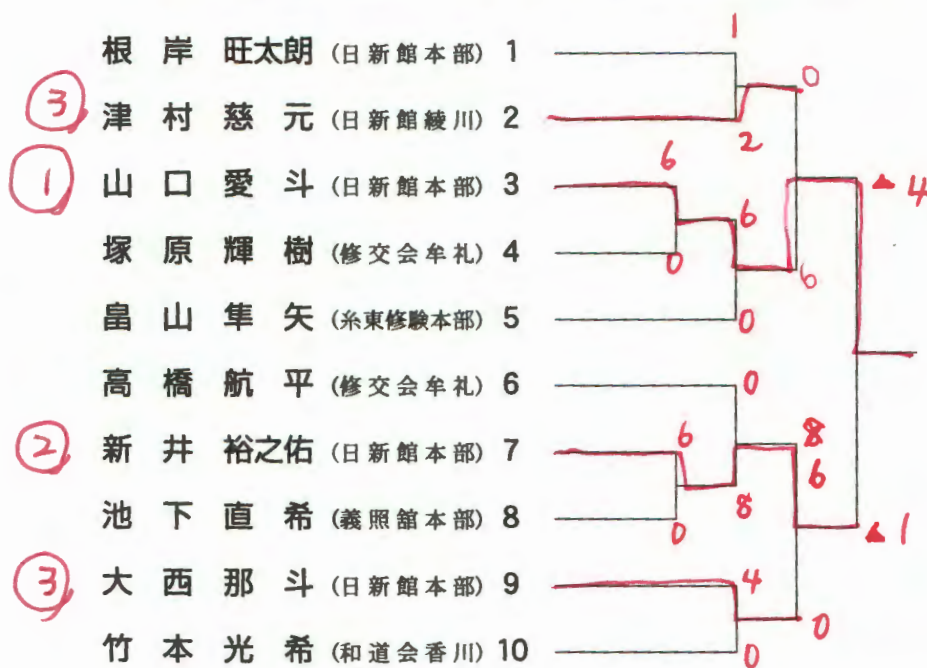 1
根岸 旺太朗 (日新館本部) 1
0
③ 津村 慈元 (日新館綾川) 2
2
6
① 山口 愛斗 (日新館本部) 3
▲ 4
6
塚原 輝樹 (修交会牟礼) 4
0
6
畠山 隼矢 (糸東修験本部) 5
0
高橋 航平 (修交会牟礼) 6
0
② 新井 裕之佑 (日新館本部) 7
6
8
6
池下 直希 (義照舘本部) 8
0
8
▲ 1
③ 大西 那斗 (日新館本部) 9
4
0
竹本 光希 (和道会香川) 10
0